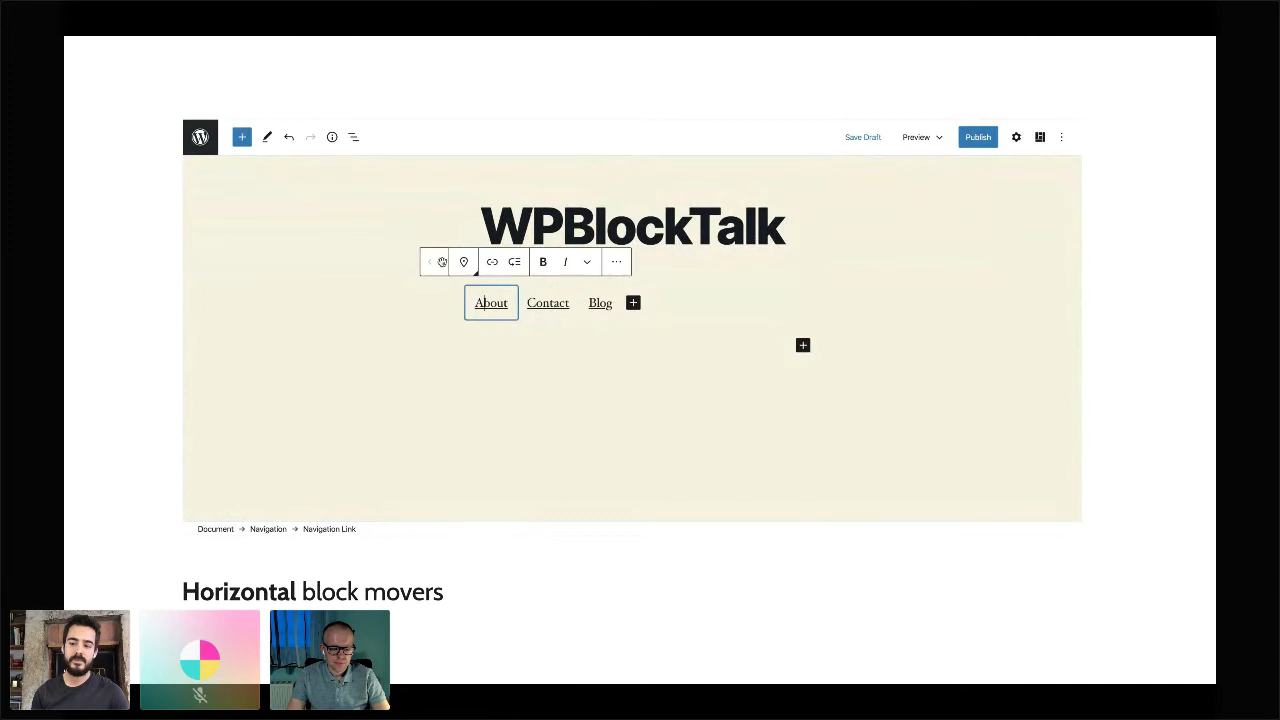 Save Draft Preview Publish
WPBlockTalk
B I
About Contact Blog
Document → Navigation → Navigation Link
Horizontal block movers